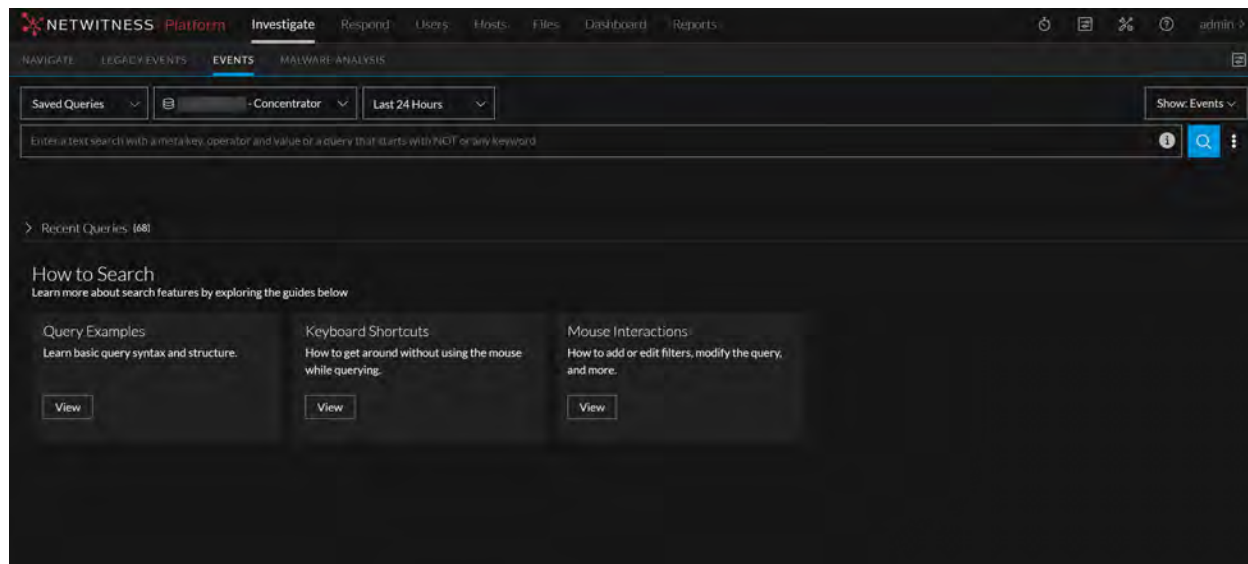 NETWITNESS Platform Investigate Respond Users Hosts Files Dashboard Reports admin >
NAVIGATE LEGACY EVENTS EVENTS MALWARE ANALYSIS
Saved Queries - Concentrator Last 24 Hours Show: Events
Enter a text search with a meta key, operator and value or a query that starts with NOT or any keyword
Recent Queries (68)
How to Search
Learn more about search features by exploring the guides below
Query Examples Keyboard Shortcuts Mouse Interactions
Learn basic query syntax and structure. How to get around without using the mouse How to add or edit filters, modify the query,
while querying. and more.
View View View